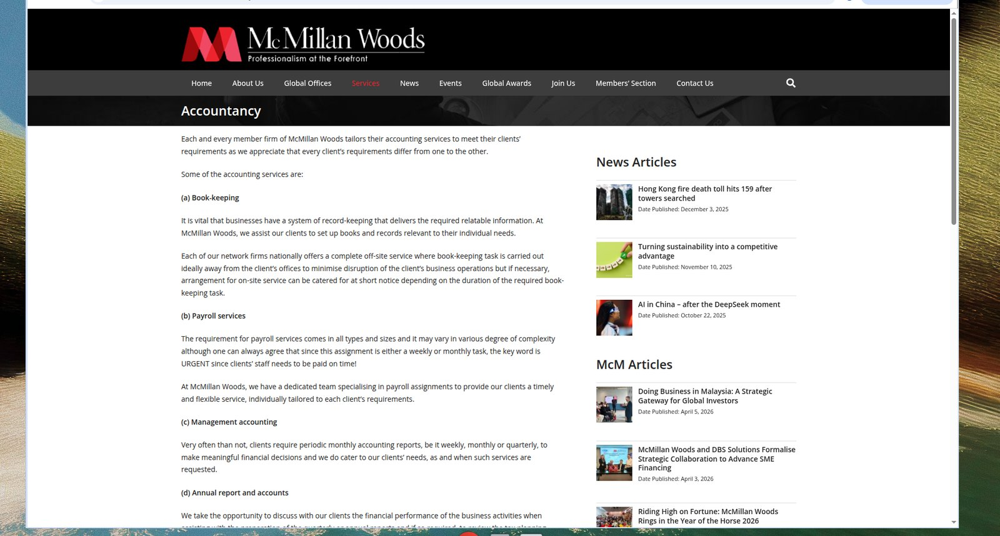 McMillan Woods
Professionalism at the Forefront
Home
About Us
Global Offices
Services
News
Events
Global Awards
Join Us
Members’ Section
Contact Us
Accountancy
Each and every member firm of McMillan Woods tailors their accounting services to meet their clients’
requirements as we appreciate that every client’s requirements differ from one to the other.
Some of the accounting services are:
(a) Book-keeping
It is vital that businesses have a system of record-keeping that delivers the required relatable information. At
McMillan Woods, we assist our clients to set up books and records relevant to their individual needs.
Each of our network firms nationally offers a complete off-site service where book-keeping task is carried out
ideally away from the client’s offices to minimise disruption of the client’s business operations but if necessary,
arrangement for on-site service can be catered for at short notice depending on the duration of the required book-
keeping task.
(b) Payroll services
The requirement for payroll services comes in all types and sizes and it may vary in various degree of complexity
although one can always agree that since this assignment is either a weekly or monthly task, the key word is
URGENT since clients’ staff needs to be paid on time!
At McMillan Woods, we have a dedicated team specialising in payroll assignments to provide our clients a timely
and flexible service, individually tailored to each client’s requirements.
(c) Management accounting
Very often than not, clients require periodic monthly accounting reports, be it weekly, monthly or quarterly, to
make meaningful financial decisions and we do cater to our clients’ needs, as and when such services are
requested.
(d) Annual report and accounts
We take the opportunity to discuss with our clients the financial performance of the business activities when
News Articles
Hong Kong fire death toll hits 159 after
towers searched
Date Published: December 3, 2025
Turning sustainability into a competitive
advantage
Date Published: November 10, 2025
AI in China – after the DeepSeek moment
Date Published: October 22, 2025
McM Articles
Doing Business in Malaysia: A Strategic
Gateway for Global Investors
Date Published: April 5, 2026
McMillan Woods and DBS Solutions Formalise
Strategic Collaboration to Advance SME
Financing
Date Published: April 3, 2026
Riding High on Fortune: McMillan Woods
Rings in the Year of the Horse 2026